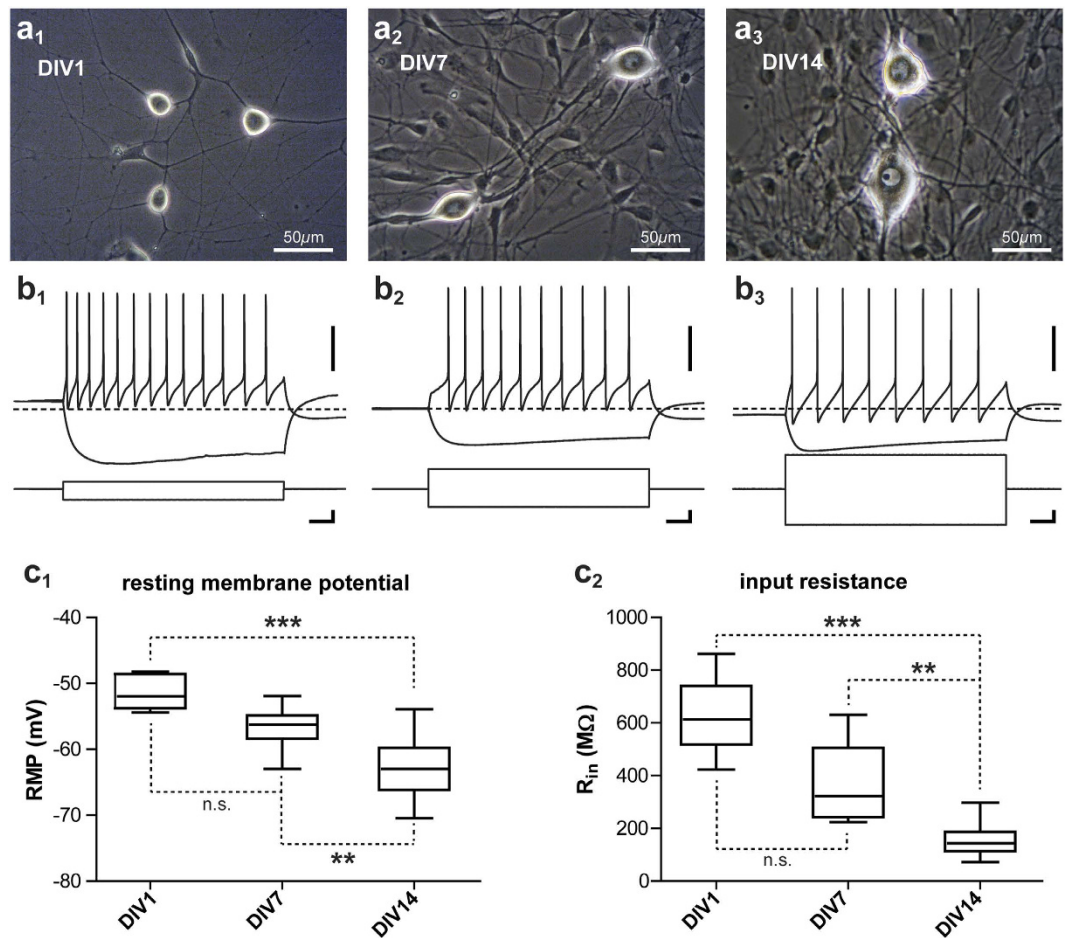 a1
DIV1
50µm
a2
DIV7
50µm
a3
DIV14
50µm
b1
b2
b3
c1 resting membrane potential
-40
-50
-60
-70
-80
RMP (mV)
***
n.s.
**
DIV1
DIV7
DIV14
c2 input resistance
1000
800
600
400
200
0
Rin (MΩ)
***
**
n.s.
DIV1
DIV7
DIV14